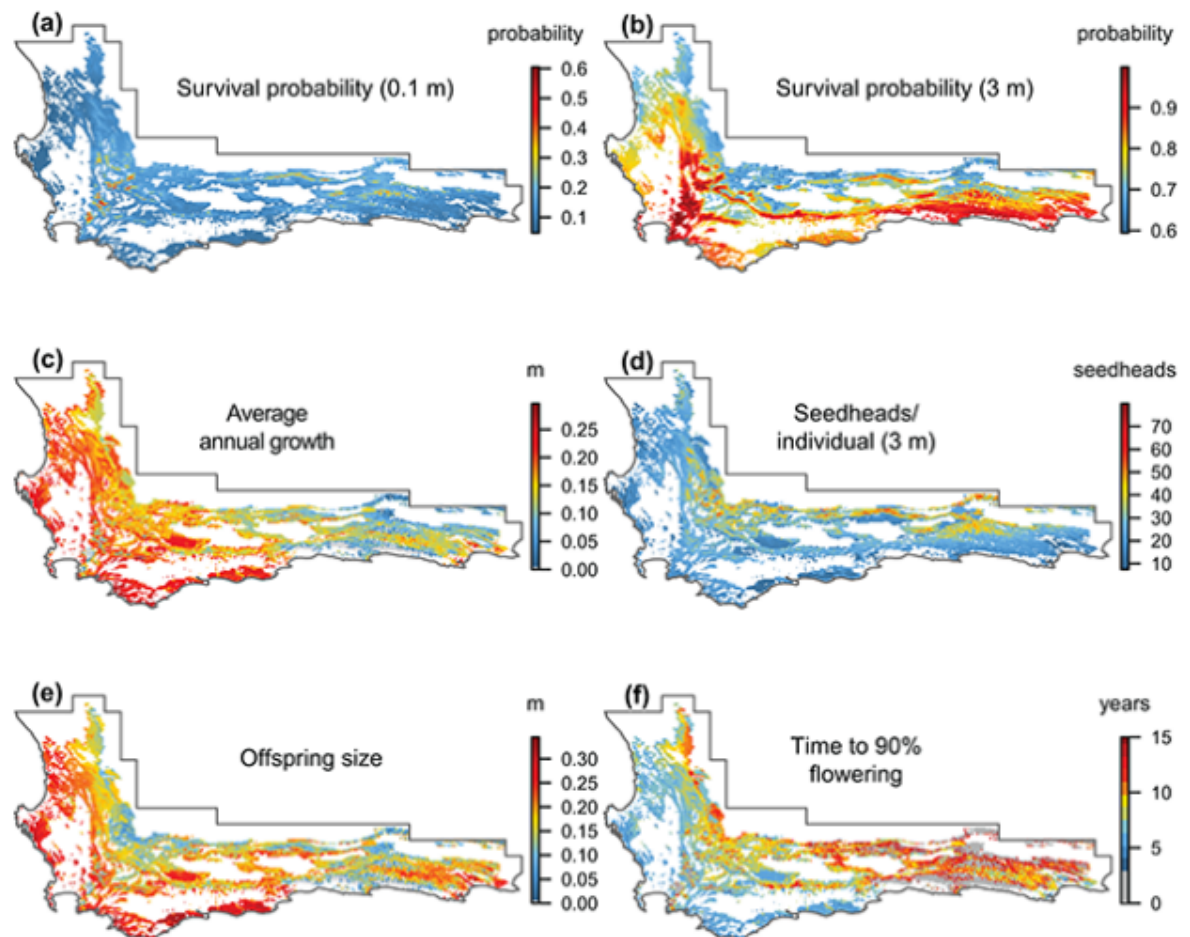 (a)
probability
Survival probability (0.1 m)
0.6
0.5
0.4
0.3
0.2
0.1
(b)
probability
Survival probability (3 m)
0.9
0.8
0.7
0.6
(c)
m
Average
annual growth
0.25
0.20
0.15
0.10
0.05
0.00
(d)
seedheads
Seedheads/
individual (3 m)
70
60
50
40
30
20
10
(e)
m
Offspring size
0.30
0.25
0.20
0.15
0.10
0.05
0.00
(f)
years
Time to 90%
flowering
15
10
5
0